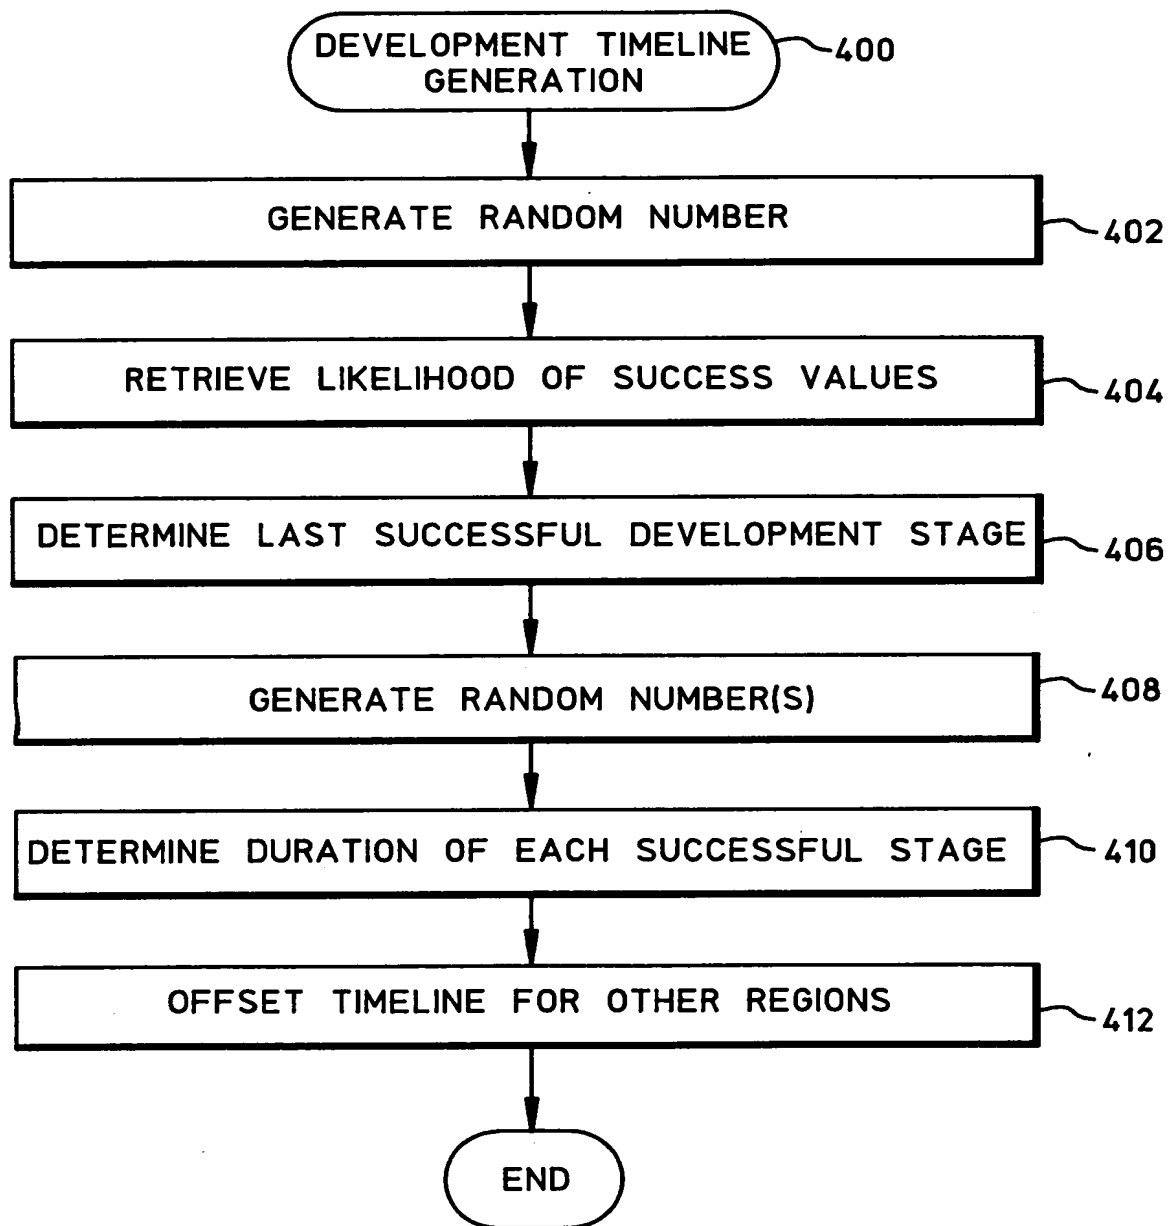 DEVELOPMENT TIMELINE
GENERATION
400
GENERATE RANDOM NUMBER
402
RETRIEVE LIKELIHOOD OF SUCCESS VALUES
404
DETERMINE LAST SUCCESSFUL DEVELOPMENT STAGE
406
GENERATE RANDOM NUMBER(S)
408
DETERMINE DURATION OF EACH SUCCESSFUL STAGE
410
OFFSET TIMELINE FOR OTHER REGIONS
412
END